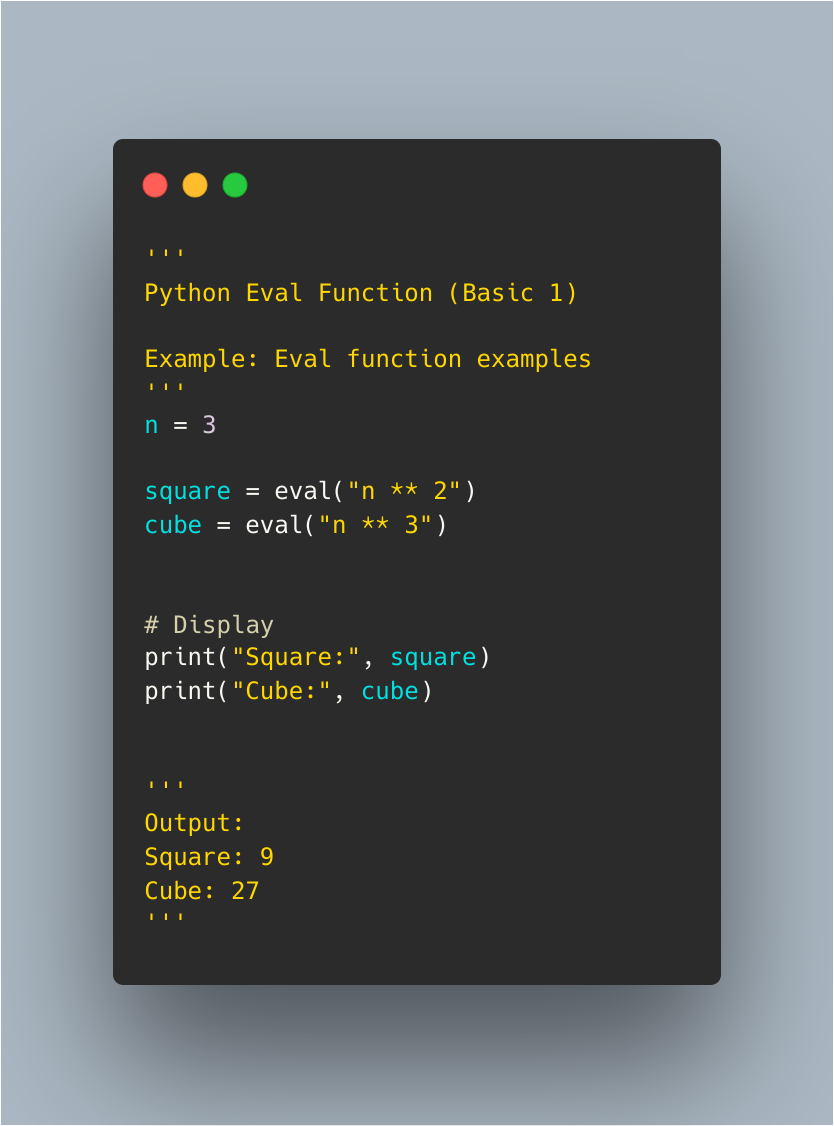 '''
Python Eval Function (Basic 1)
Example: Eval function examples
'''
n = 3
square = eval("n ** 2")
cube = eval("n ** 3")
# Display
print("Square:", square)
print("Cube:", cube)
'''
Output:
Square: 9
Cube: 27
'''